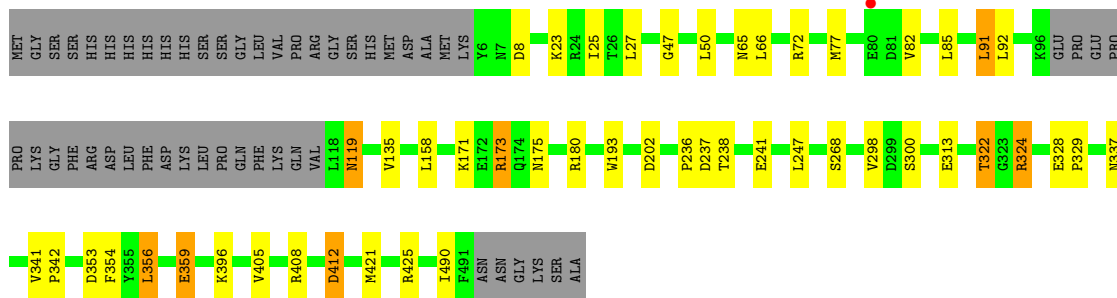 MET GLY SER SER HIS HIS HIS HIS HIS HIS SER SER GLY LEU VAL PRO ARG GLY SER HIS MET ASP ALA MET LYS Y6 N7 D8 K23 R24 I25 T26 L27 G47 L50 N65 L66 R72 M77 E80 D81 V82 L85 L91 L92 K96 GLU PRO GLU PRO
PRO LYS GLY PHE ARG ASP LEU PHE ASP LYS LEU PRO GLN PHE LYS GLN VAL L118 N119 V135 L158 K171 E172 R173 Q174 N175 R180 W193 D202 P236 D237 T238 E241 L247 S268 V298 D299 S300 E313 T322 G323 R324 E328 P329 N337
V341 P342 D353 F354 Y355 L356 E359 K396 V405 R408 D412 M421 R425 I490 F491 ASN ASN GLY LYS SER ALA